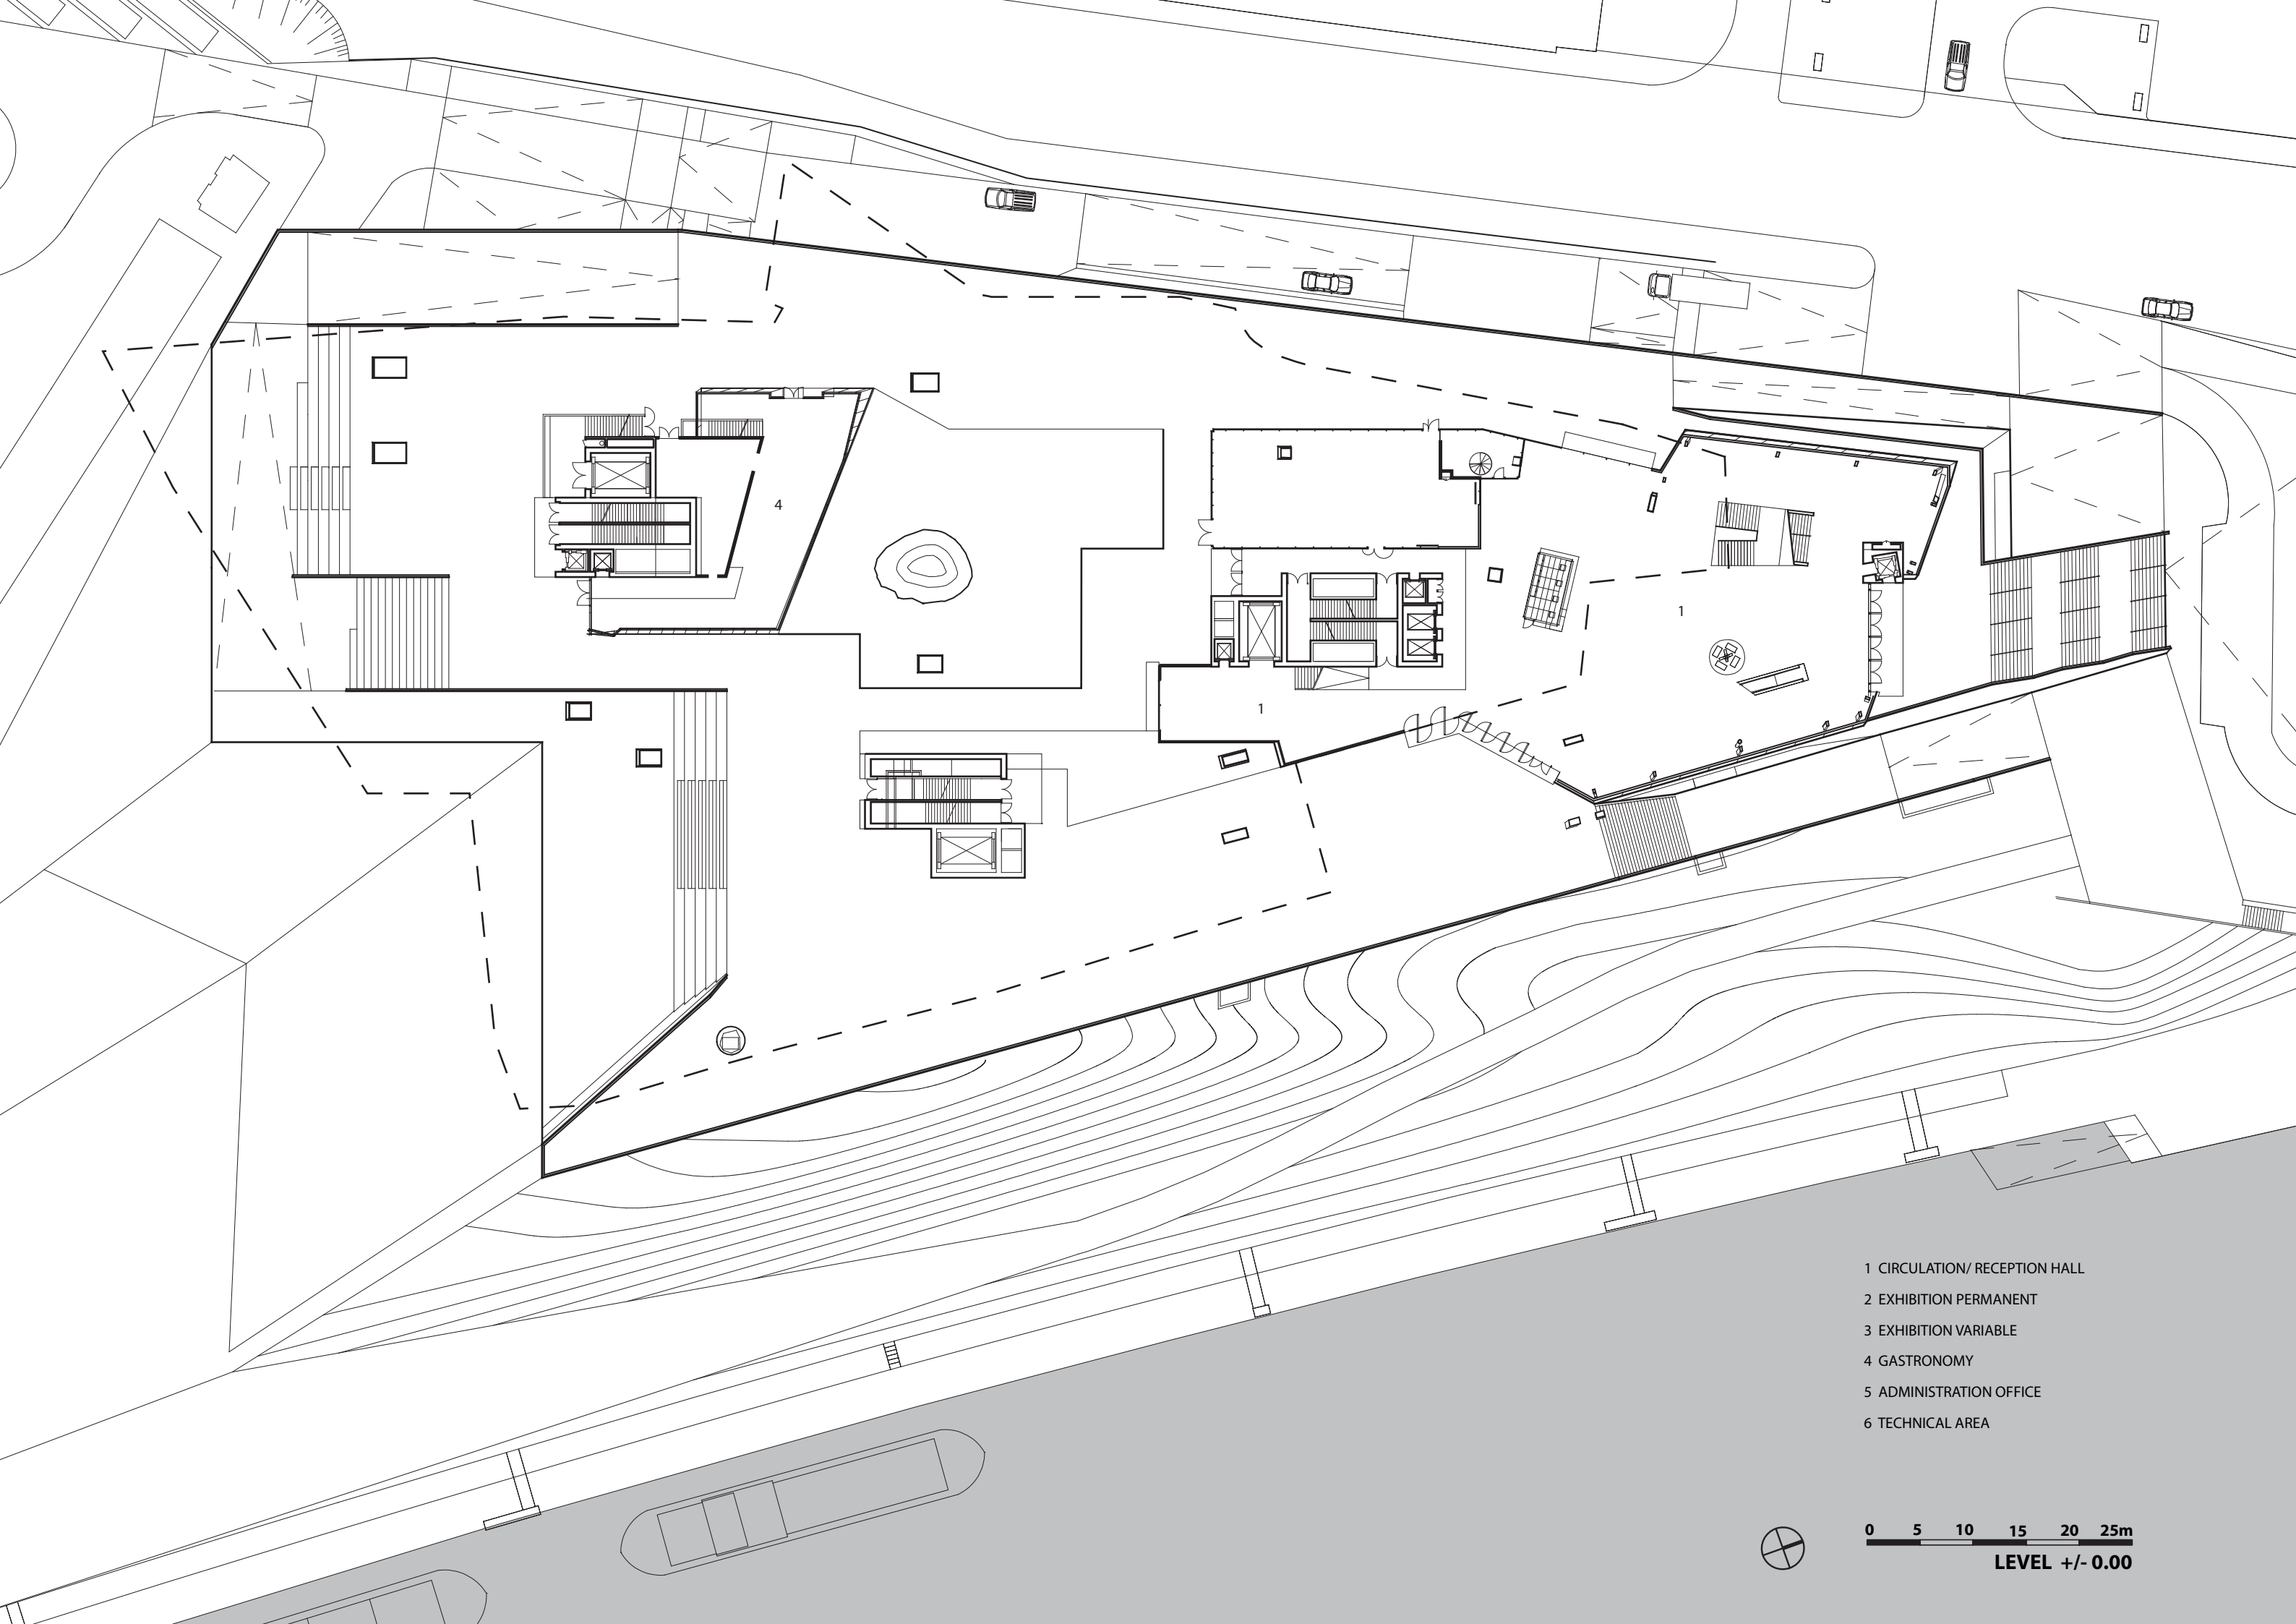 4
1
1
1 CIRCULATION/ RECEPTION HALL
2 EXHIBITION PERMANENT
3 EXHIBITION VARIABLE
4 GASTRONOMY
5 ADMINISTRATION OFFICE
6 TECHNICAL AREA
0 5 10 15 20 25m
LEVEL +/- 0.00